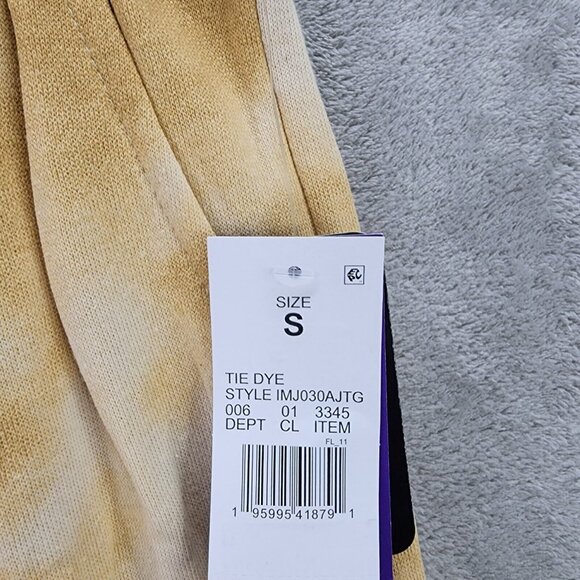 SIZE
S
TIE DYE
STYLE IMJ030AJTG
006 01 3345
DEPT CL ITEM
FL_11
1 95995 41879 1